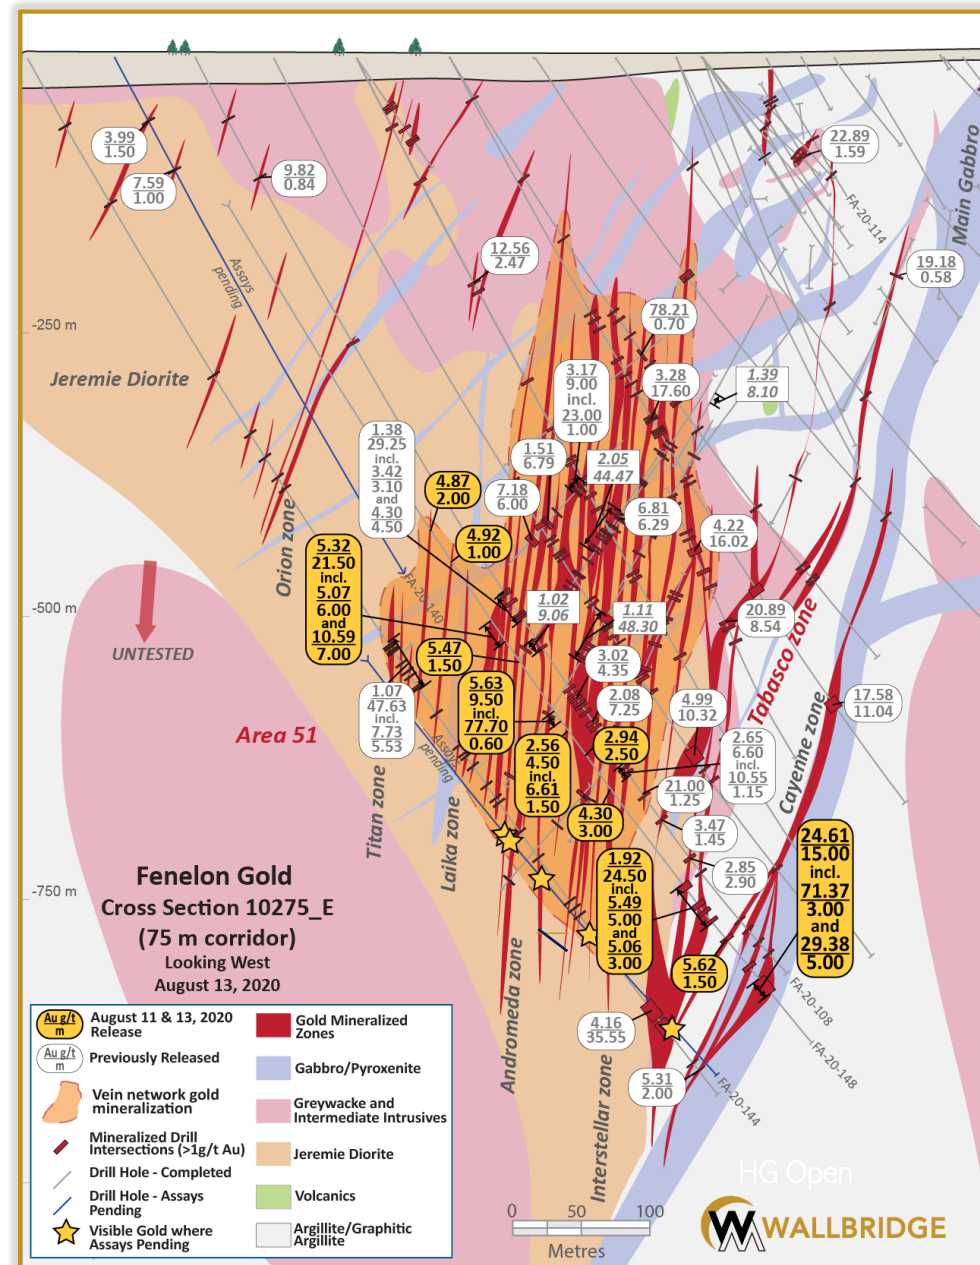 3.99
1.50
7.59
1.00
9.82
0.84
22.89
1.59
FA-20-114
Main Gabbro
12.56
2.47
19.18
0.58
Assays
pending
-250 m
78.21
0.70
Jeremie Diorite
3.17
9.00
incl.
23.00
1.00
3.28
17.60
1.39
8.10
1.38
29.25
incl.
3.42
3.10
and
4.30
4.50
1.51
6.79
2.05
44.47
4.87
2.00
7.18
6.00
6.81
6.29
4.22
16.02
Orion zone
4.92
1.00
5.32
21.50
incl.
5.07
6.00
and
10.59
7.00
FA-20-140
-500 m
1.02
9.06
1.11
48.30
20.89
8.54
UNTESTED
5.47
1.50
3.02
4.35
Tabasco zone
1.07
47.63
incl.
7.73
5.53
5.63
9.50
incl.
77.70
0.60
2.08
7.25
4.99
10.32
17.58
11.04
Area 51
Assays
pending
2.56
4.50
incl.
6.61
1.50
2.94
2.50
2.65
6.60
incl.
10.55
1.15
Cayenne zone
21.00
1.25
Titan zone
Laika zone
4.30
3.00
3.47
1.45
24.61
15.00
incl.
71.37
3.00
and
29.38
5.00
1.92
24.50
incl.
5.49
5.00
and
5.06
3.00
2.85
2.90
-750 m
Fenelon Gold
Cross Section 10275_E
(75 m corridor)
Looking West
August 13, 2020
Andromeda zone
5.62
1.50
FA-20-108
4.16
35.55
FA-20-148
5.31
2.00
FA-20-144
Interstellar zone
Au g/t
m
August 11 & 13, 2020
Release
Au g/t
m
Previously Released
Vein network gold
mineralization
Mineralized Drill
Intersections (>1g/t Au)
Drill Hole - Completed
Drill Hole - Assays
Pending
Visible Gold where
Assays Pending
Gold Mineralized
Zones
Gabbro/Pyroxenite
Greywacke and
Intermediate Intrusives
Jeremie Diorite
Volcanics
Argillite/Graphitic
Argillite
HG Open
0 50 100
Metres
WALLBRIDGE